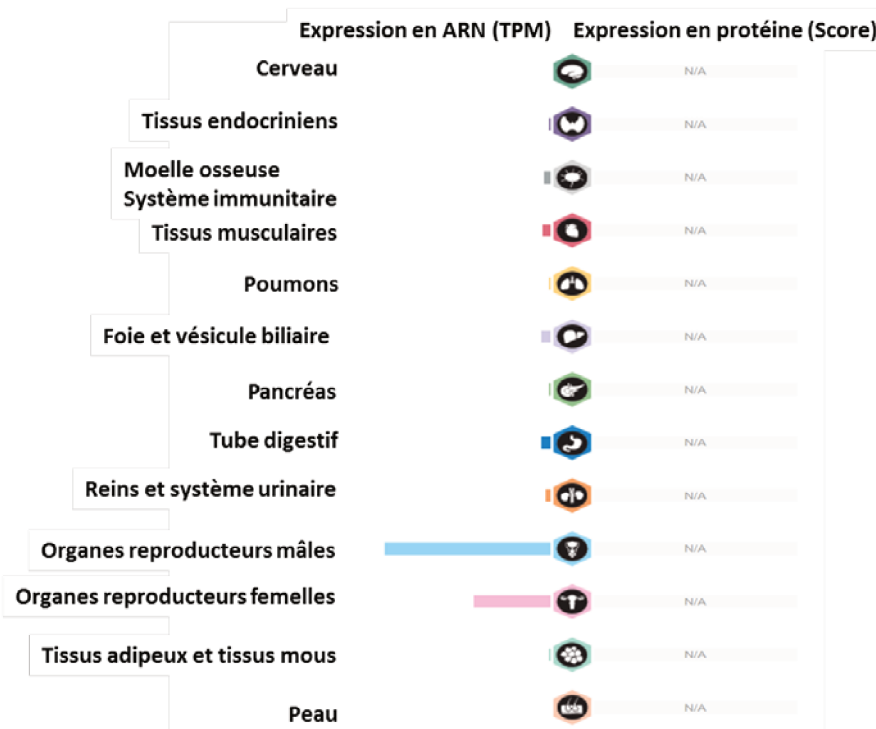 Expression en ARN (TPM) Expression en protéine (Score)
Cerveau N/A
Tissus endocriniens N/A
Moelle osseuse
Système immunitaire N/A
Tissus musculaires N/A
Poumons N/A
Foie et vésicule biliaire N/A
Pancréas N/A
Tube digestif N/A
Reins et système urinaire N/A
Organes reproducteurs mâles N/A
Organes reproducteurs femelles N/A
Tissus adipeux et tissus mous N/A
Peau N/A